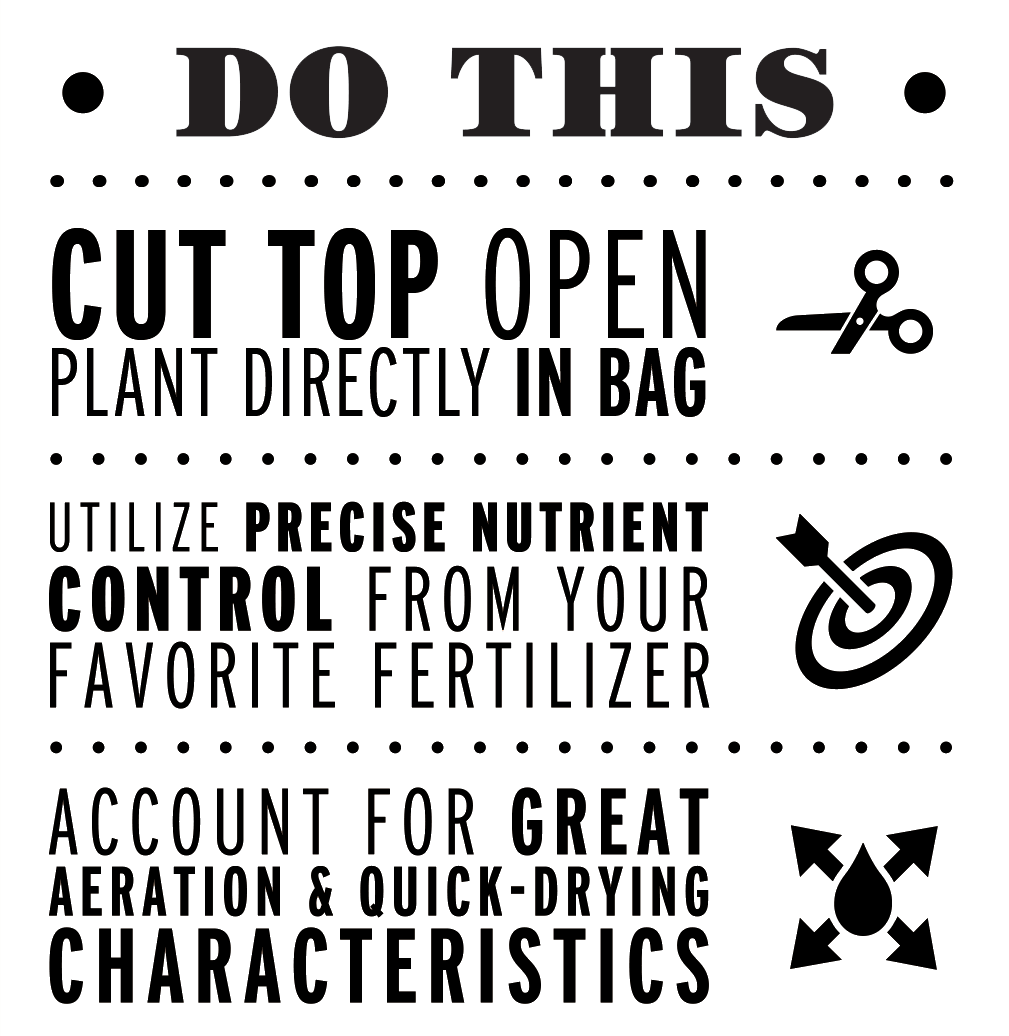 DO THIS
CUT TOP OPEN
PLANT DIRECTLY IN BAG
UTILIZE PRECISE NUTRIENT
CONTROL FROM YOUR
FAVORITE FERTILIZER
ACCOUNT FOR GREAT
AERATION & QUICK-DRYING
CHARACTERISTICS